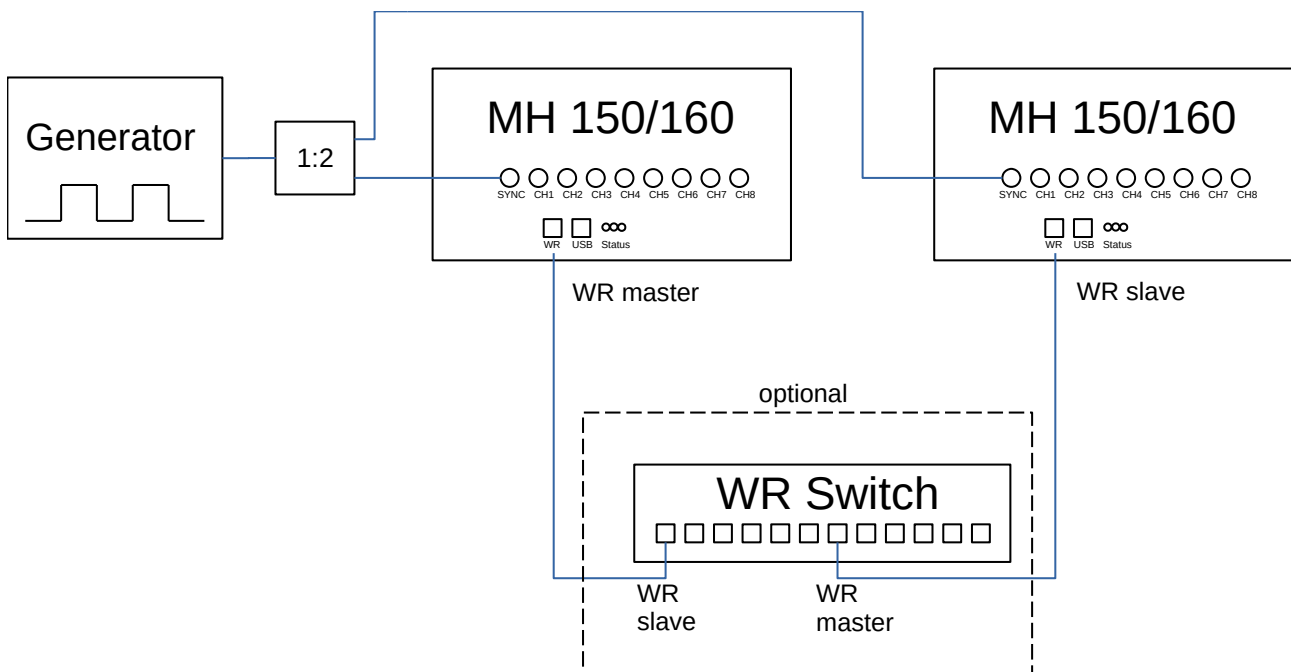 Generator
1:2
MH 150/160
SYNC CH1 CH2 CH3 CH4 CH5 CH6 CH7 CH8
WR USB Status
WR master
MH 150/160
SYNC CH1 CH2 CH3 CH4 CH5 CH6 CH7 CH8
WR USB Status
WR slave
optional
WR Switch
WR
slave
WR
master